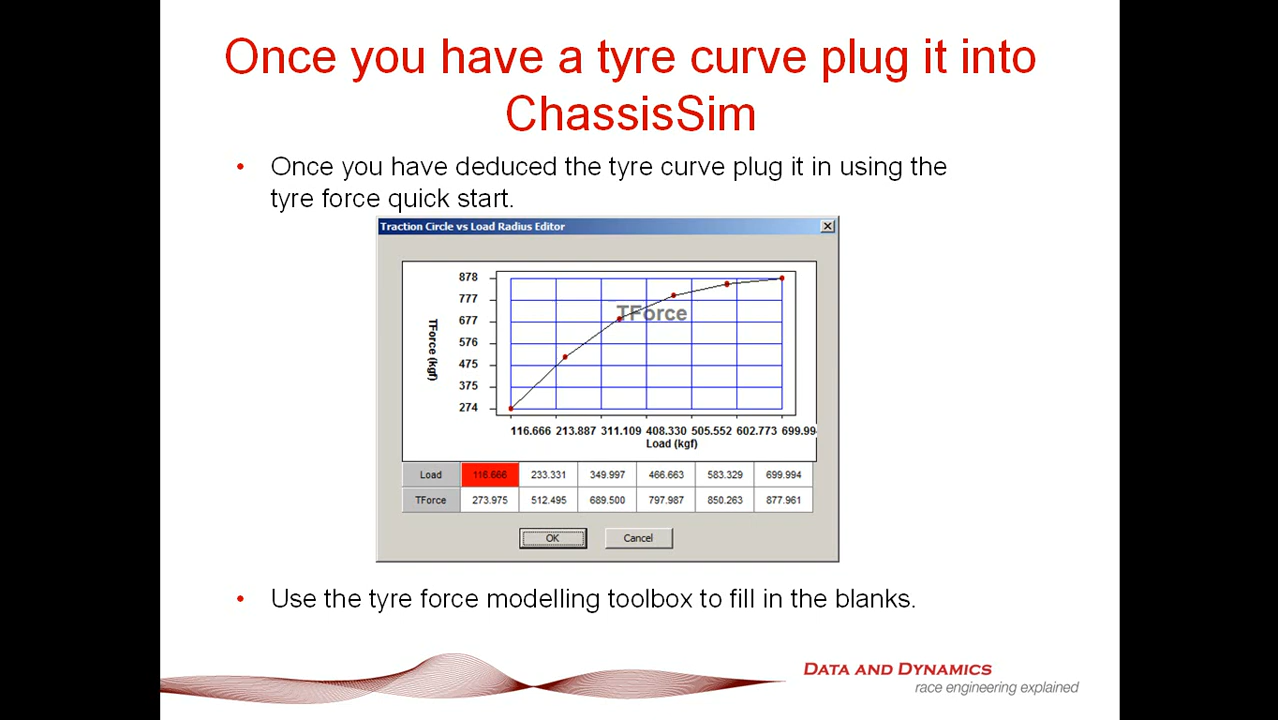 Once you have a tyre curve plug it into
ChassisSim
• Once you have deduced the tyre curve plug it in using the
tyre force quick start.
Traction Circle vs Load Radius Editor
878
777
677
576
475
375
274
TForce (kgf)
TForce
116.666 213.887 311.109 408.330 505.552 602.773 699.99
Load (kgf)
Load 116.666 233.331 349.997 466.663 583.329 699.994
TForce 273.975 512.495 689.500 797.987 850.263 877.961
OK Cancel
• Use the tyre force modelling toolbox to fill in the blanks.
DATA AND DYNAMICS
race engineering explained